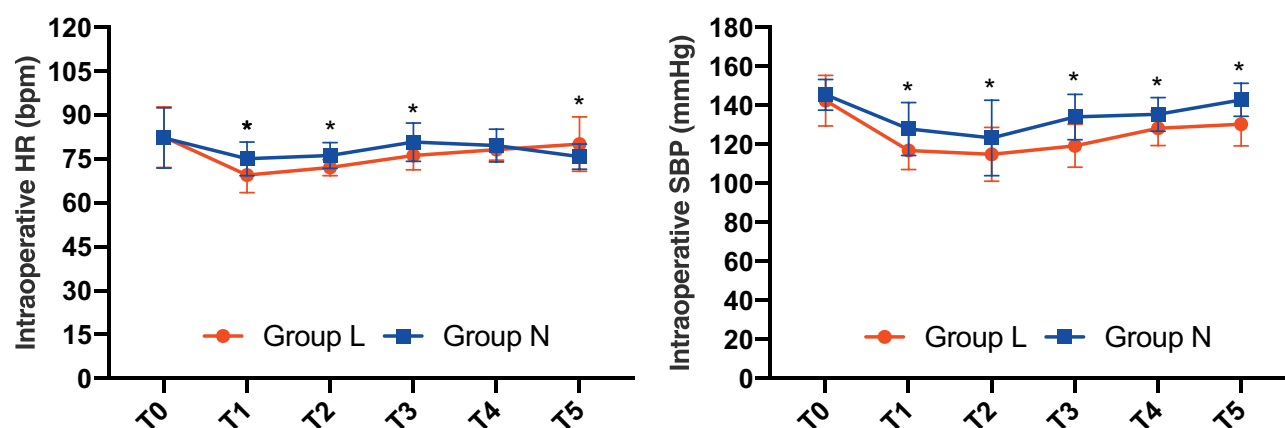 Intraoperative HR (bpm)
120
105
90
75
60
45
30
15
0
* * * *
Group L Group N
T0 T1 T2 T3 T4 T5
Intraoperative SBP (mmHg)
180
160
140
120
100
80
60
40
20
0
* * * * *
Group L Group N
T0 T1 T2 T3 T4 T5